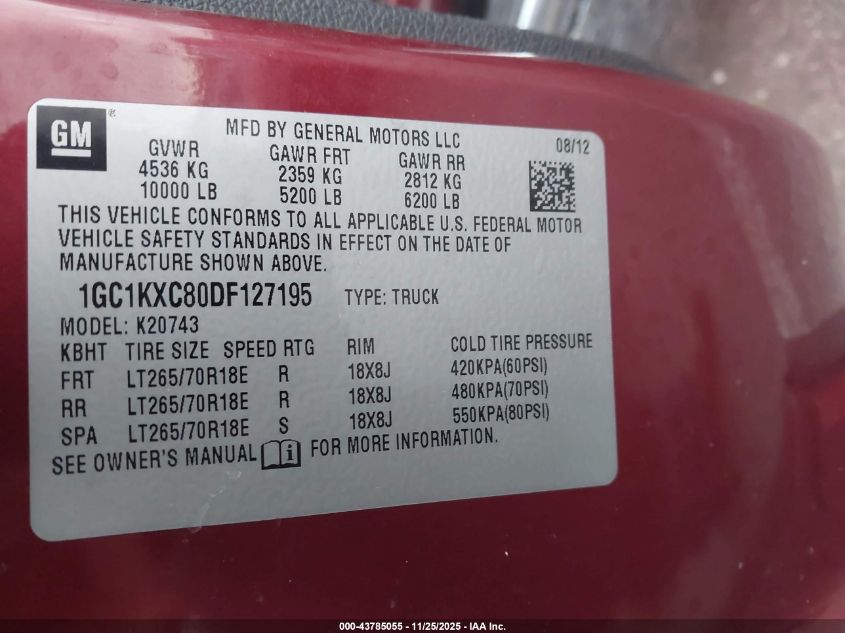 GM
MFD BY GENERAL MOTORS LLC
08/12
GVWR GAWR FRT GAWR RR
4536 KG 2359 KG 2812 KG
10000 LB 5200 LB 6200 LB
THIS VEHICLE CONFORMS TO ALL APPLICABLE U.S. FEDERAL MOTOR
VEHICLE SAFETY STANDARDS IN EFFECT ON THE DATE OF
MANUFACTURE SHOWN ABOVE.
1GC1KXC80DF127195 TYPE: TRUCK
MODEL: K20743
KBHT TIRE SIZE SPEED RTG RIM COLD TIRE PRESSURE
FRT LT265/70R18E R 18X8J 420KPA(60PSI)
RR LT265/70R18E R 18X8J 480KPA(70PSI)
SPA LT265/70R18E S 18X8J 550KPA(80PSI)
SEE OWNER'S MANUAL i FOR MORE INFORMATION.
000-43785055 - 11/25/2025 - IAA Inc.